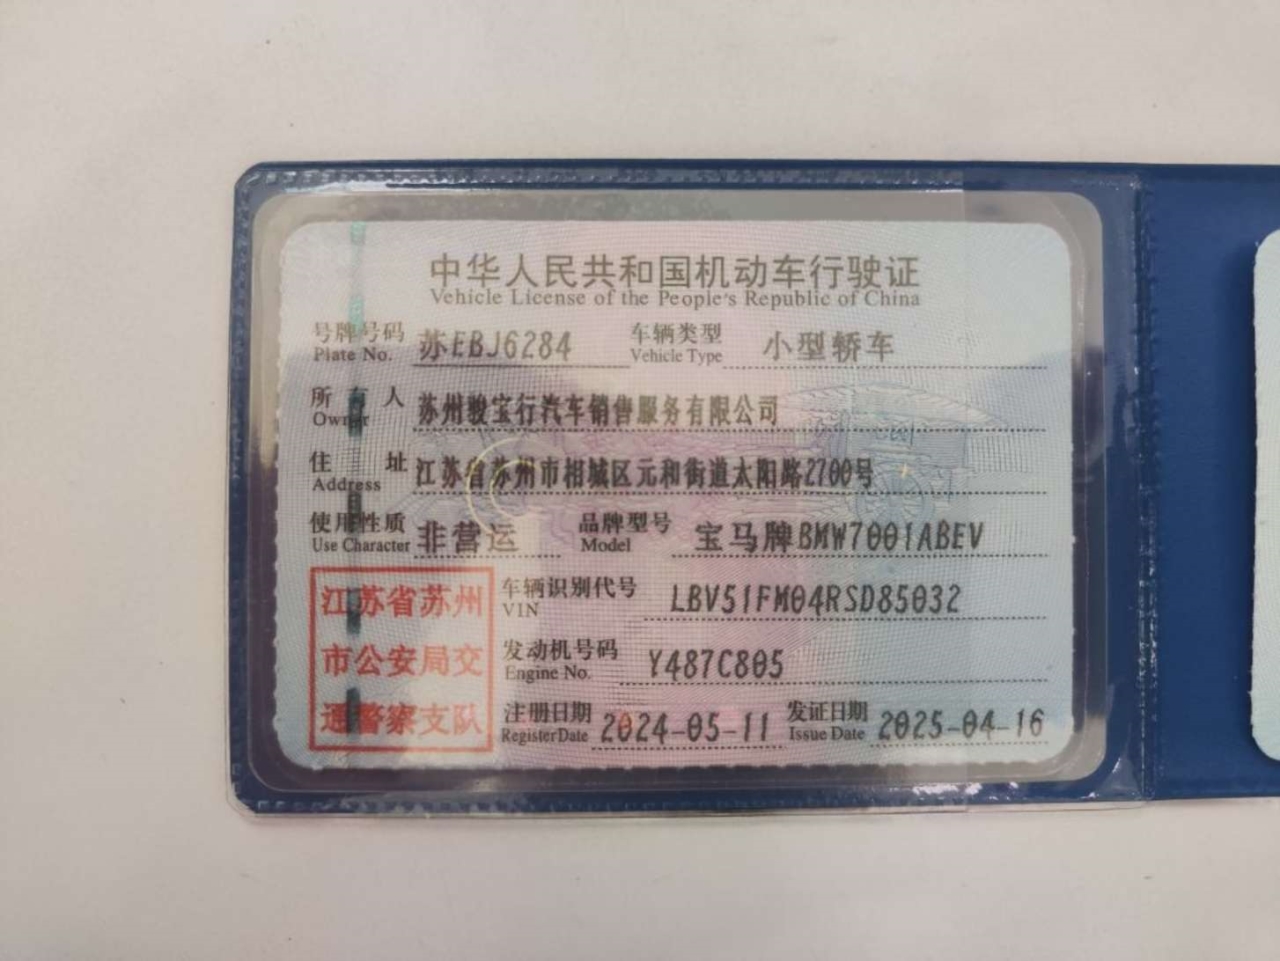 中华人民共和国机动车行驶证
Vehicle License of the People's Republic of China
号牌号码 苏EBJ6284 车辆类型 小型轿车
Plate No. Vehicle Type
所有人 苏州骏宝行汽车销售服务有限公司
Owner
住址 江苏省苏州市相城区元和街道太阳路2700号
Address
使用性质 非营运 品牌型号 宝马牌BMW7001ABEV
Use Character Model
江苏省苏州
市公安局交
通警察支队
车辆识别代号 LBV51FM04RSD85032
VIN
发动机号码 Y487C805
Engine No.
注册日期 2024-05-11 发证日期 2025-04-16
Register Date Issue Date